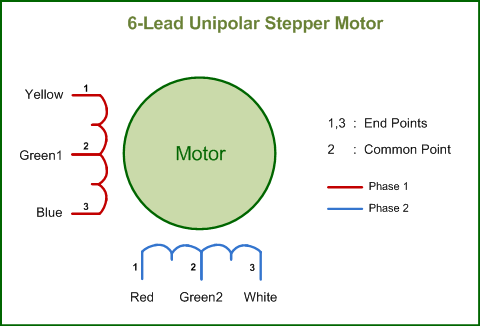 6-Lead Unipolar Stepper Motor
Yellow 1
Green1 2
Blue 3
Motor
1,3 : End Points
2 : Common Point
Phase 1
Phase 2
1 2 3
Red Green2 White